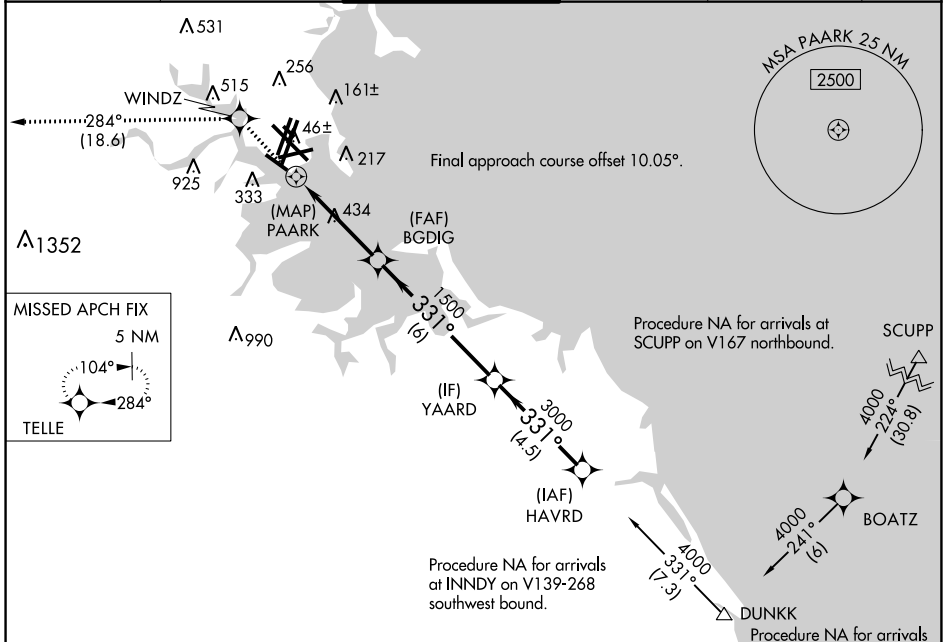 531
256
515
161±
WINDZ
46±
284°
(18.6)
217
925
333
(MAP)
PAARK
434
(FAF)
BGDIG
1352
Final approach course offset 10.05°.
MSA PAARK 25 NM
2500
MISSED APCH FIX
5 NM
104°
284°
TELLE
990
1500
331°
(6)
(IF)
YAARD
3000
331°
(4.5)
(IAF)
HAVRD
Procedure NA for arrivals at
SCUPP on V167 northbound.
SCUPP
4000
224°
(30.8)
BOATZ
4000
241°
(6)
Procedure NA for arrivals
at INNDY on V139-268
southwest bound.
4000
331°
(7.3)
DUNKK
Procedure NA for arrivals